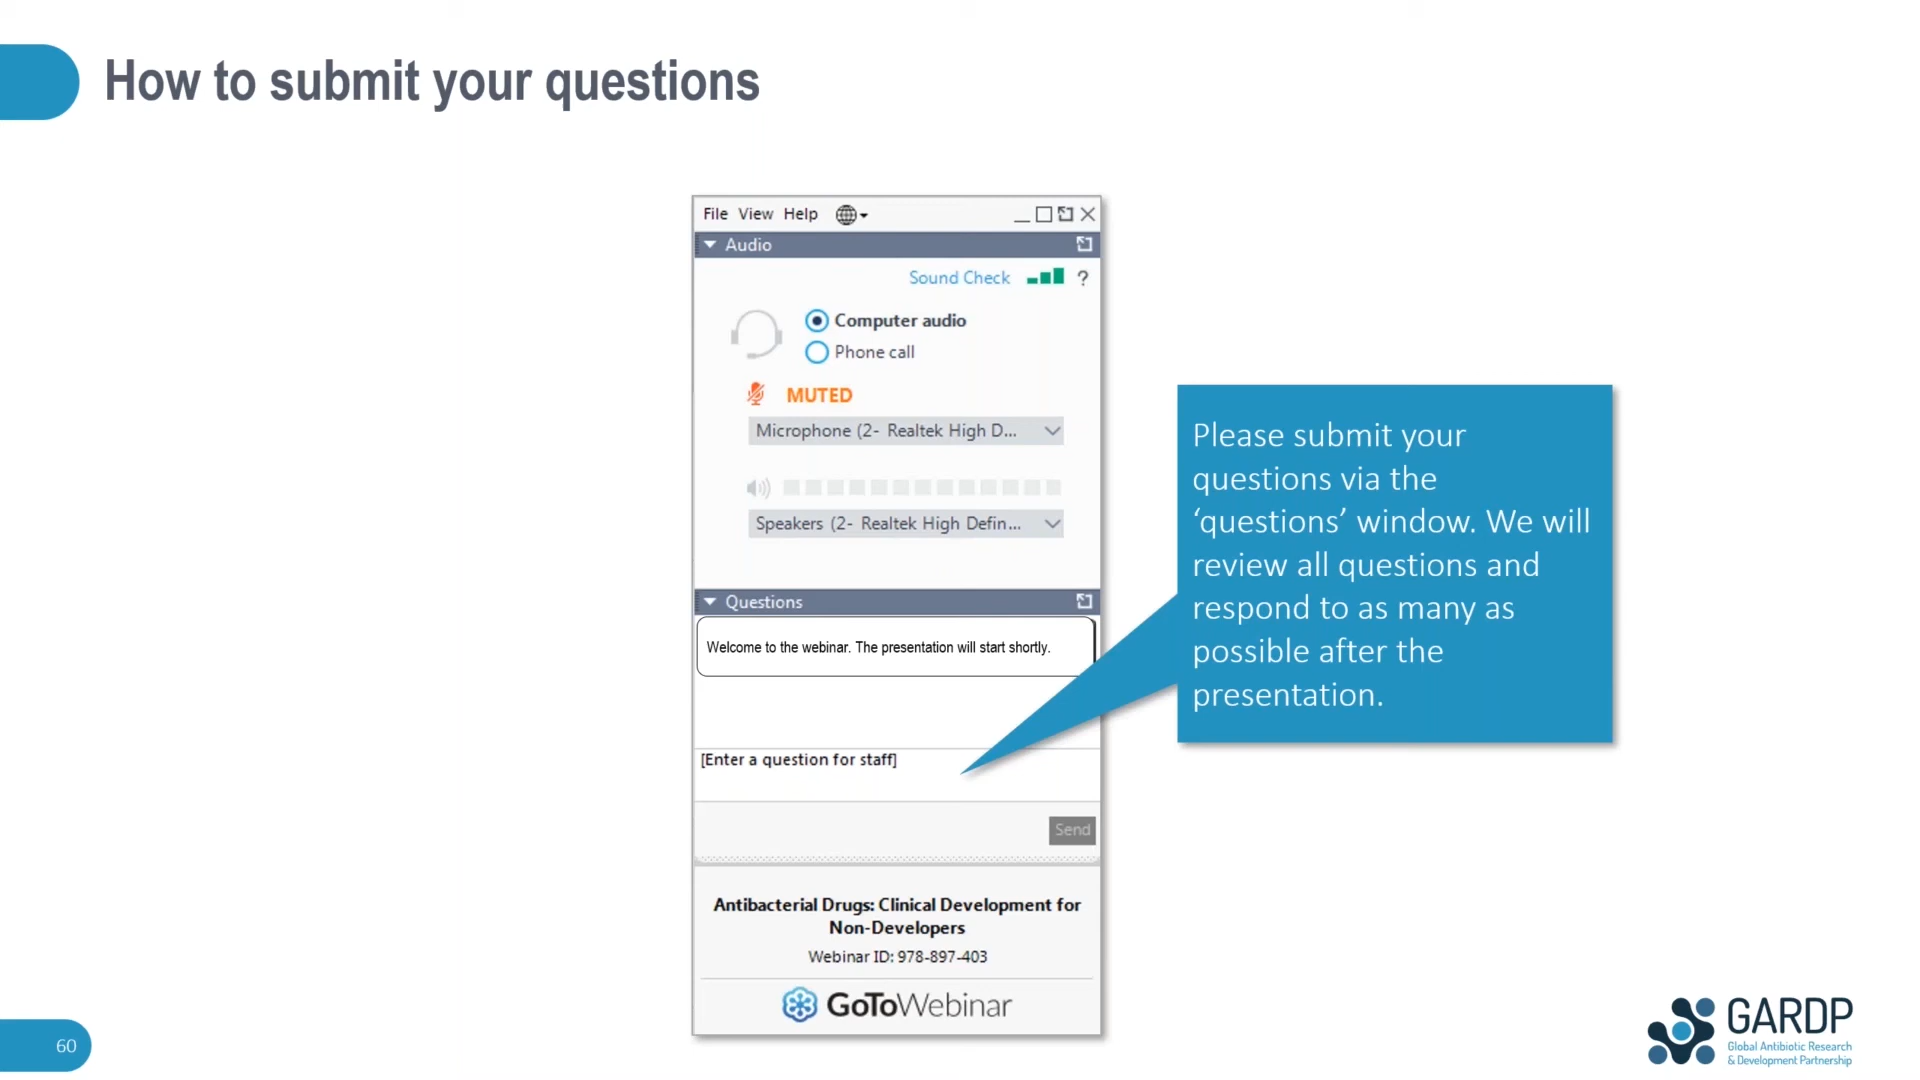 How to submit your questions
File View Help
Audio
Sound Check ?
Computer audio
Phone call
MUTED
Microphone (2- Realtek High D...
Speakers (2- Realtek High Defin...
Questions
Welcome to the webinar. The presentation will start shortly.
[Enter a question for staff]
Send
Antibacterial Drugs: Clinical Development for
Non-Developers
Webinar ID: 978-897-403
GoToWebinar
Please submit your
questions via the
‘questions’ window. We will
review all questions and
respond to as many as
possible after the
presentation.
60
GARDP
Global Antibiotic Research
& Development Partnership